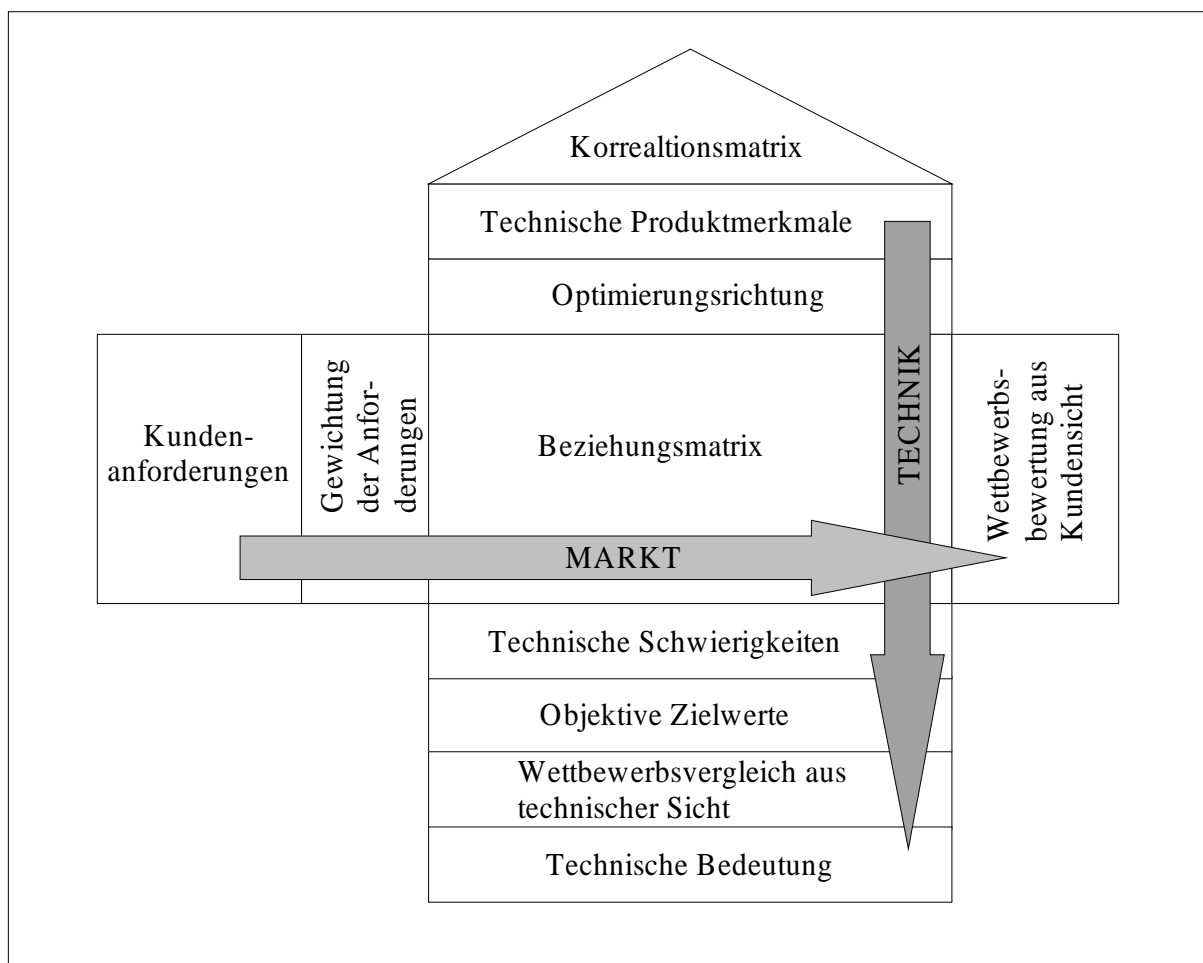 Korrealtionsmatrix
Technische Produktmerkmale
Optimierungsrichtung
Kunden-
anforderungen
Gewichtung
der Anfor-
derungen
Beziehungsmatrix
TECHNIK
Wettbewerbs-
bewertung aus
Kundensicht
MARKT
Technische Schwierigkeiten
Objektive Zielwerte
Wettbewerbsvergleich aus
technischer Sicht
Technische Bedeutung